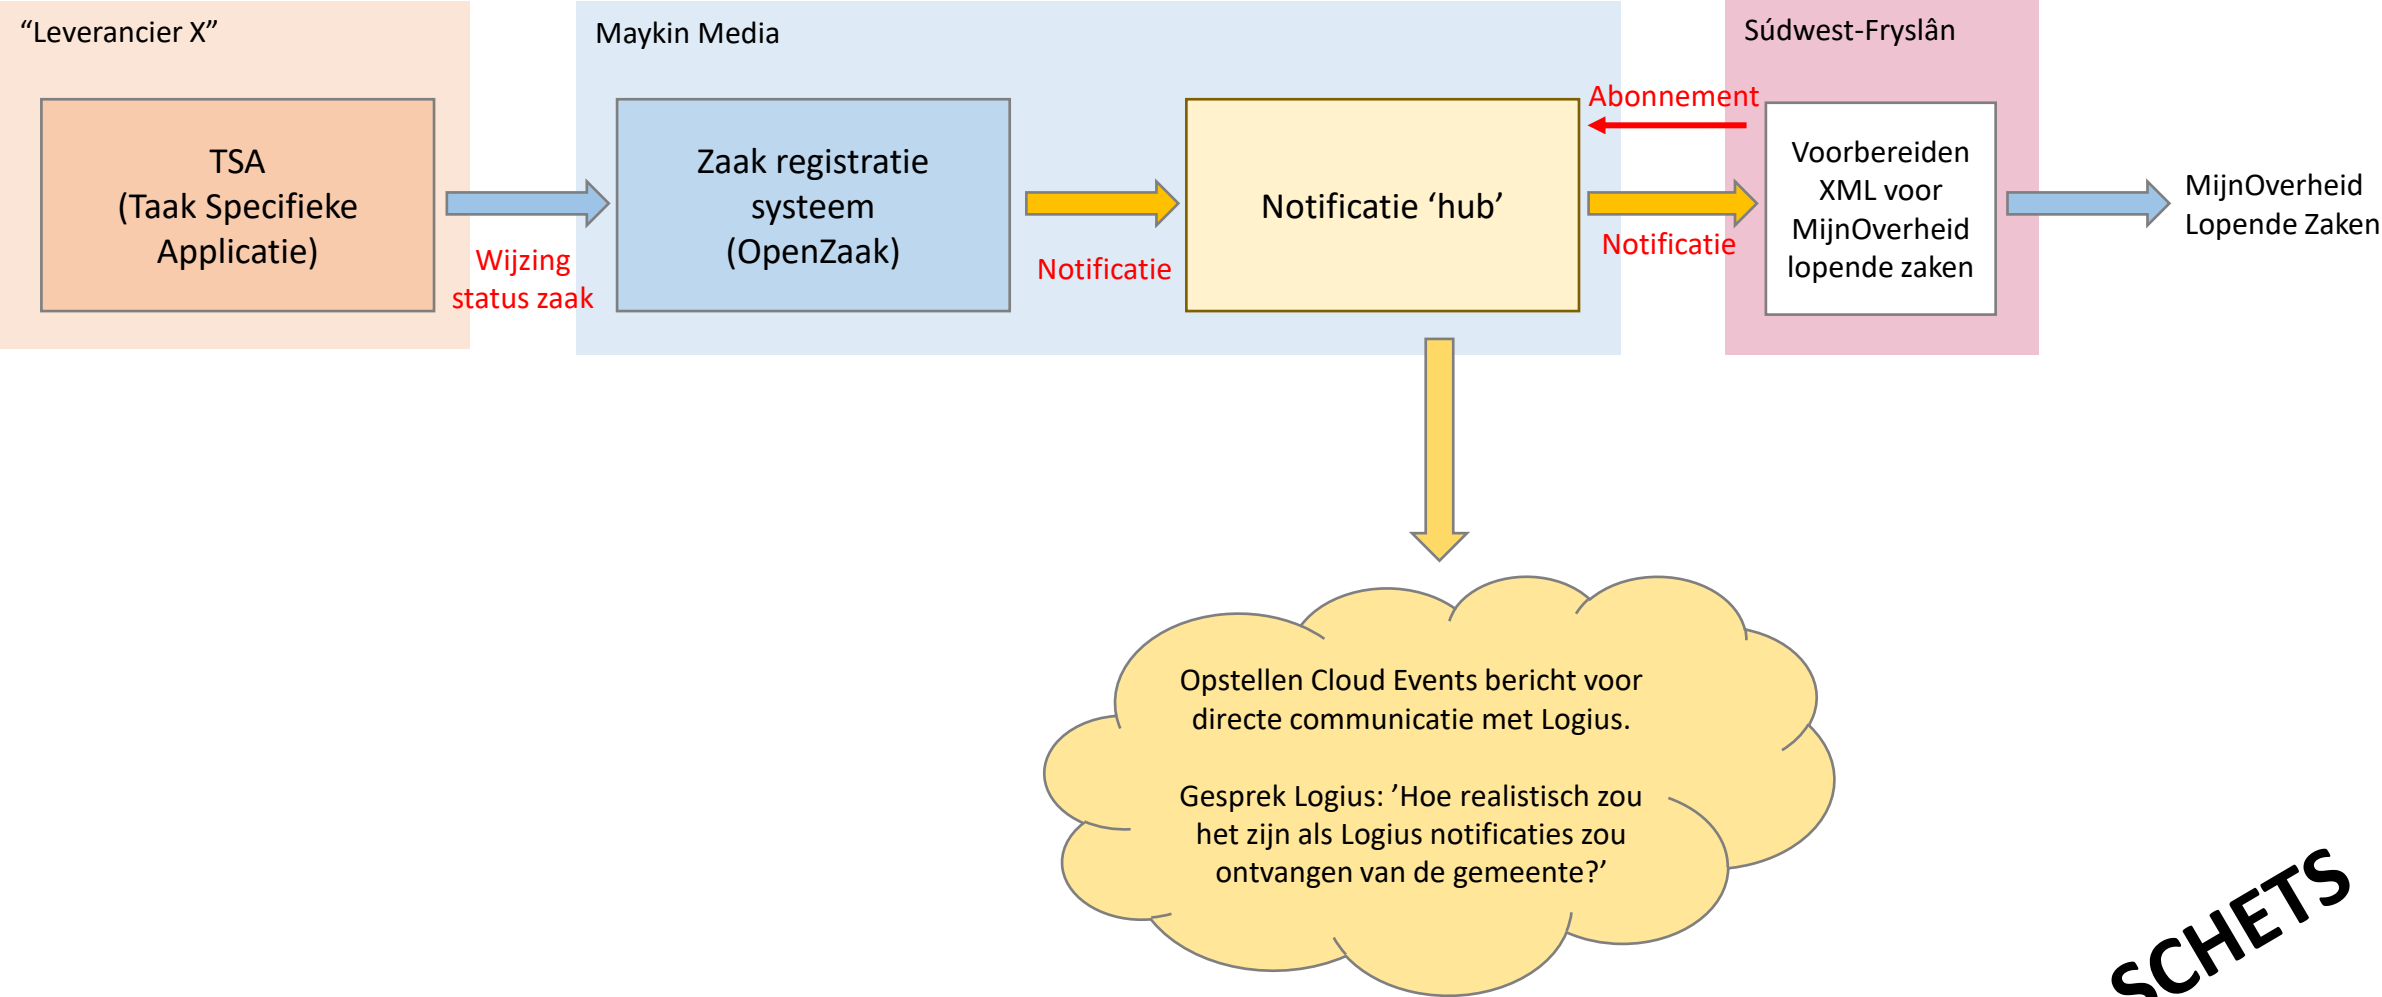 “Leverancier X”
Maykin Media
Súdwest-Fryslân
TSA
(Taak Specifieke
Applicatie)
Wijzing
status zaak
Zaak registratie
systeem
(OpenZaak)
Notificatie
Notificatie ‘hub’
Abonnement
Notificatie
Voorbereiden
XML voor
MijnOverheid
lopende zaken
MijnOverheid
Lopende Zaken
Opstellen Cloud Events bericht voor
directe communicatie met Logius.
Gesprek Logius: ’Hoe realistisch zou
het zijn als Logius notificaties zou
ontvangen van de gemeente?’
SCHETS